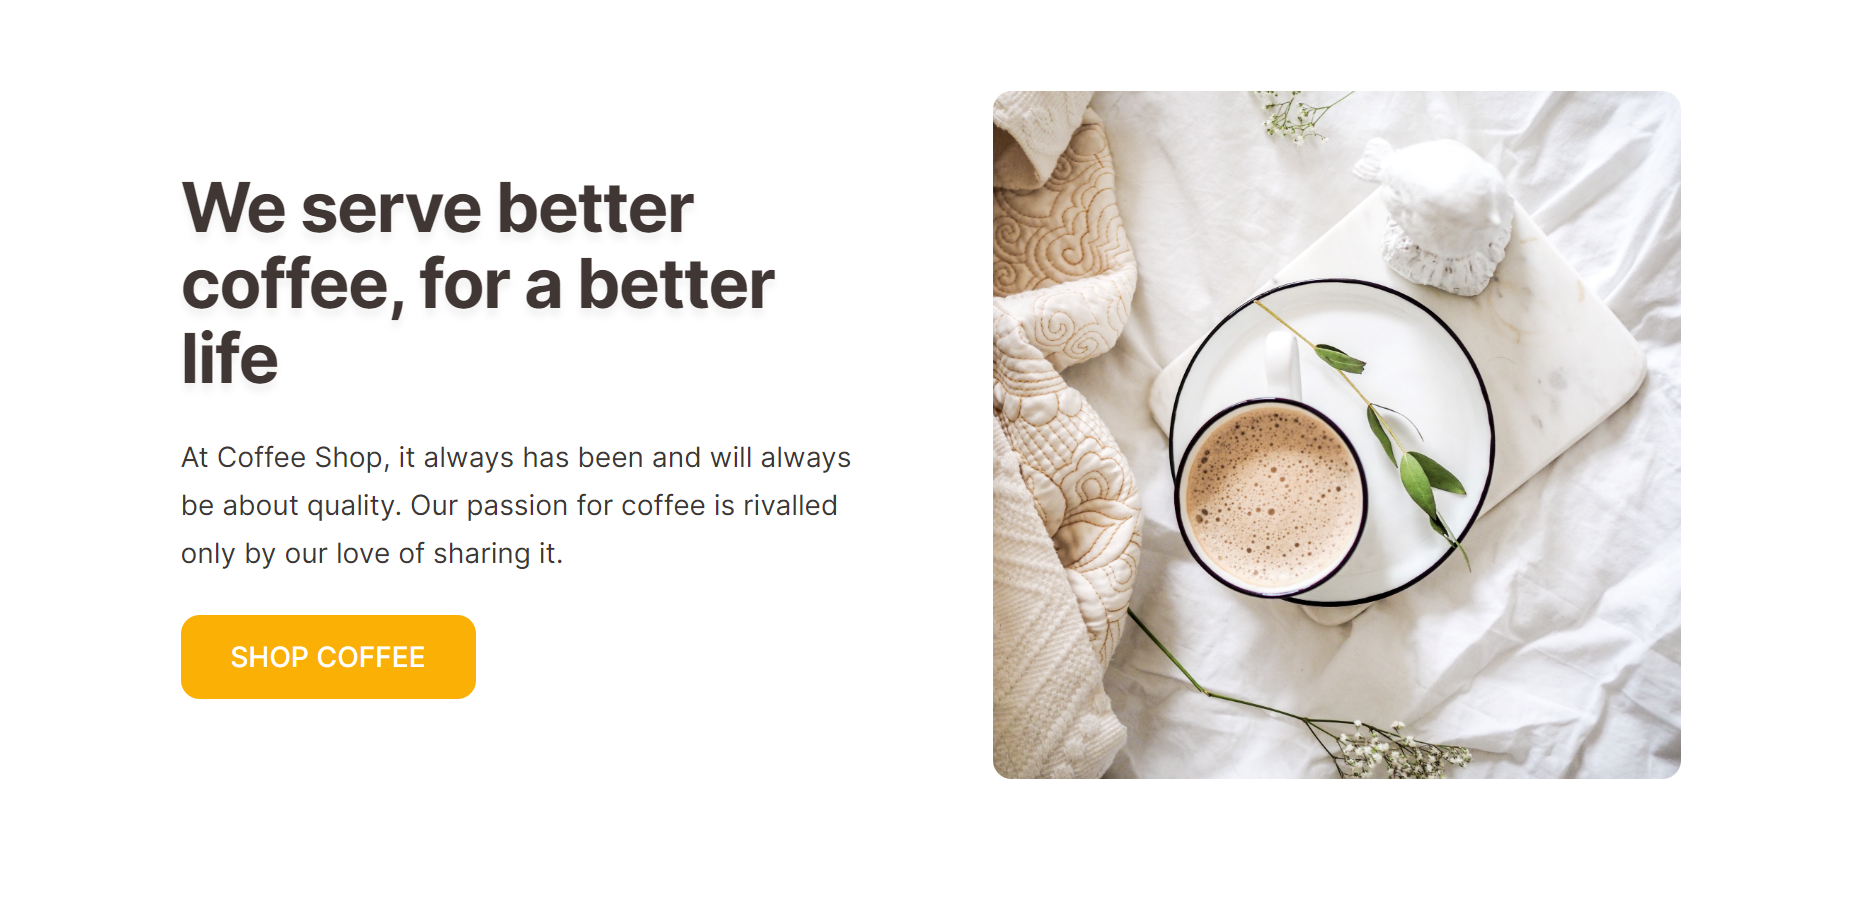 We serve better
coffee, for a better
life
At Coffee Shop, it always has been and will always
be about quality. Our passion for coffee is rivalled
only by our love of sharing it.
SHOP COFFEE